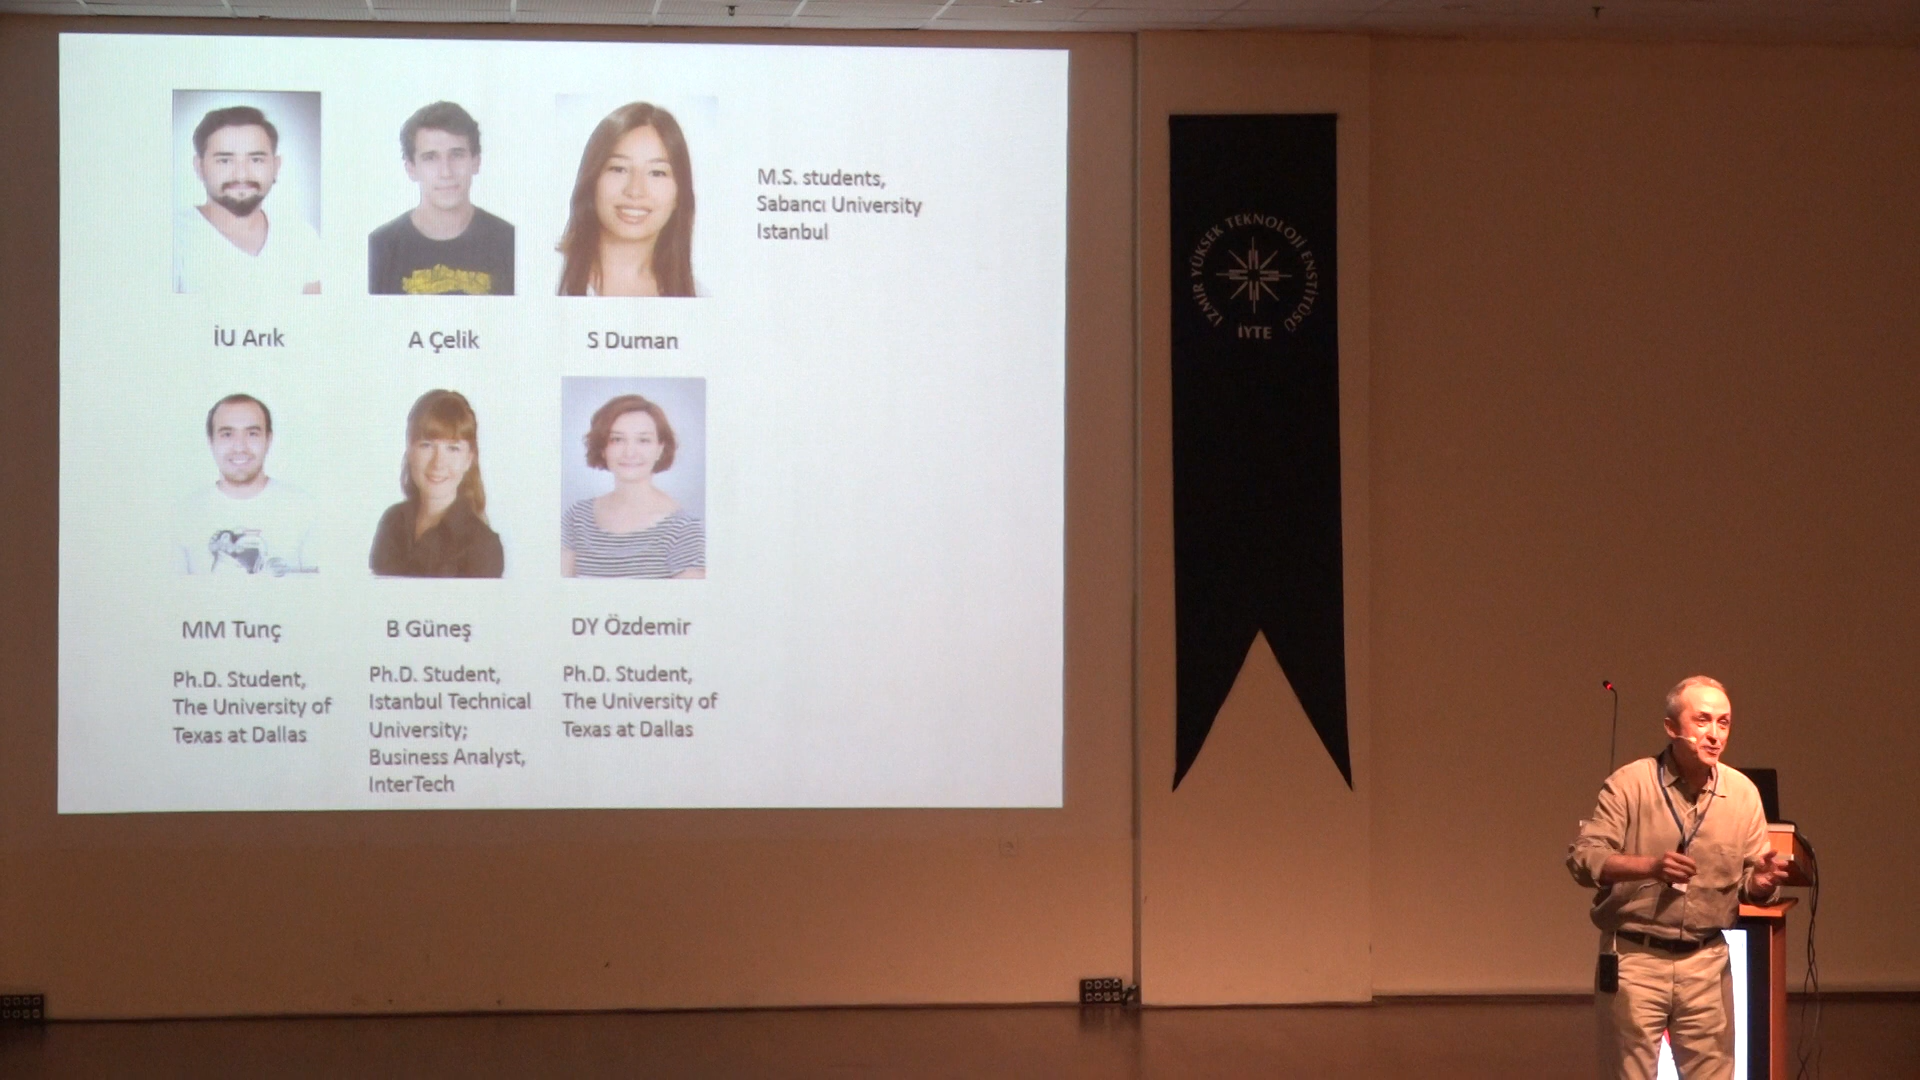 M.S. students,
Sabancı University
Istanbul
İU Arık
A Çelik
S Duman
MM Tunç
B Güneş
DY Özdemir
Ph.D. Student,
The University of
Texas at Dallas
Ph.D. Student,
Istanbul Technical
University;
Business Analyst,
InterTech
Ph.D. Student,
The University of
Texas at Dallas
İZMİR YÜKSEK TEKNOLOJİ ENSTİTÜSÜ
İYTE